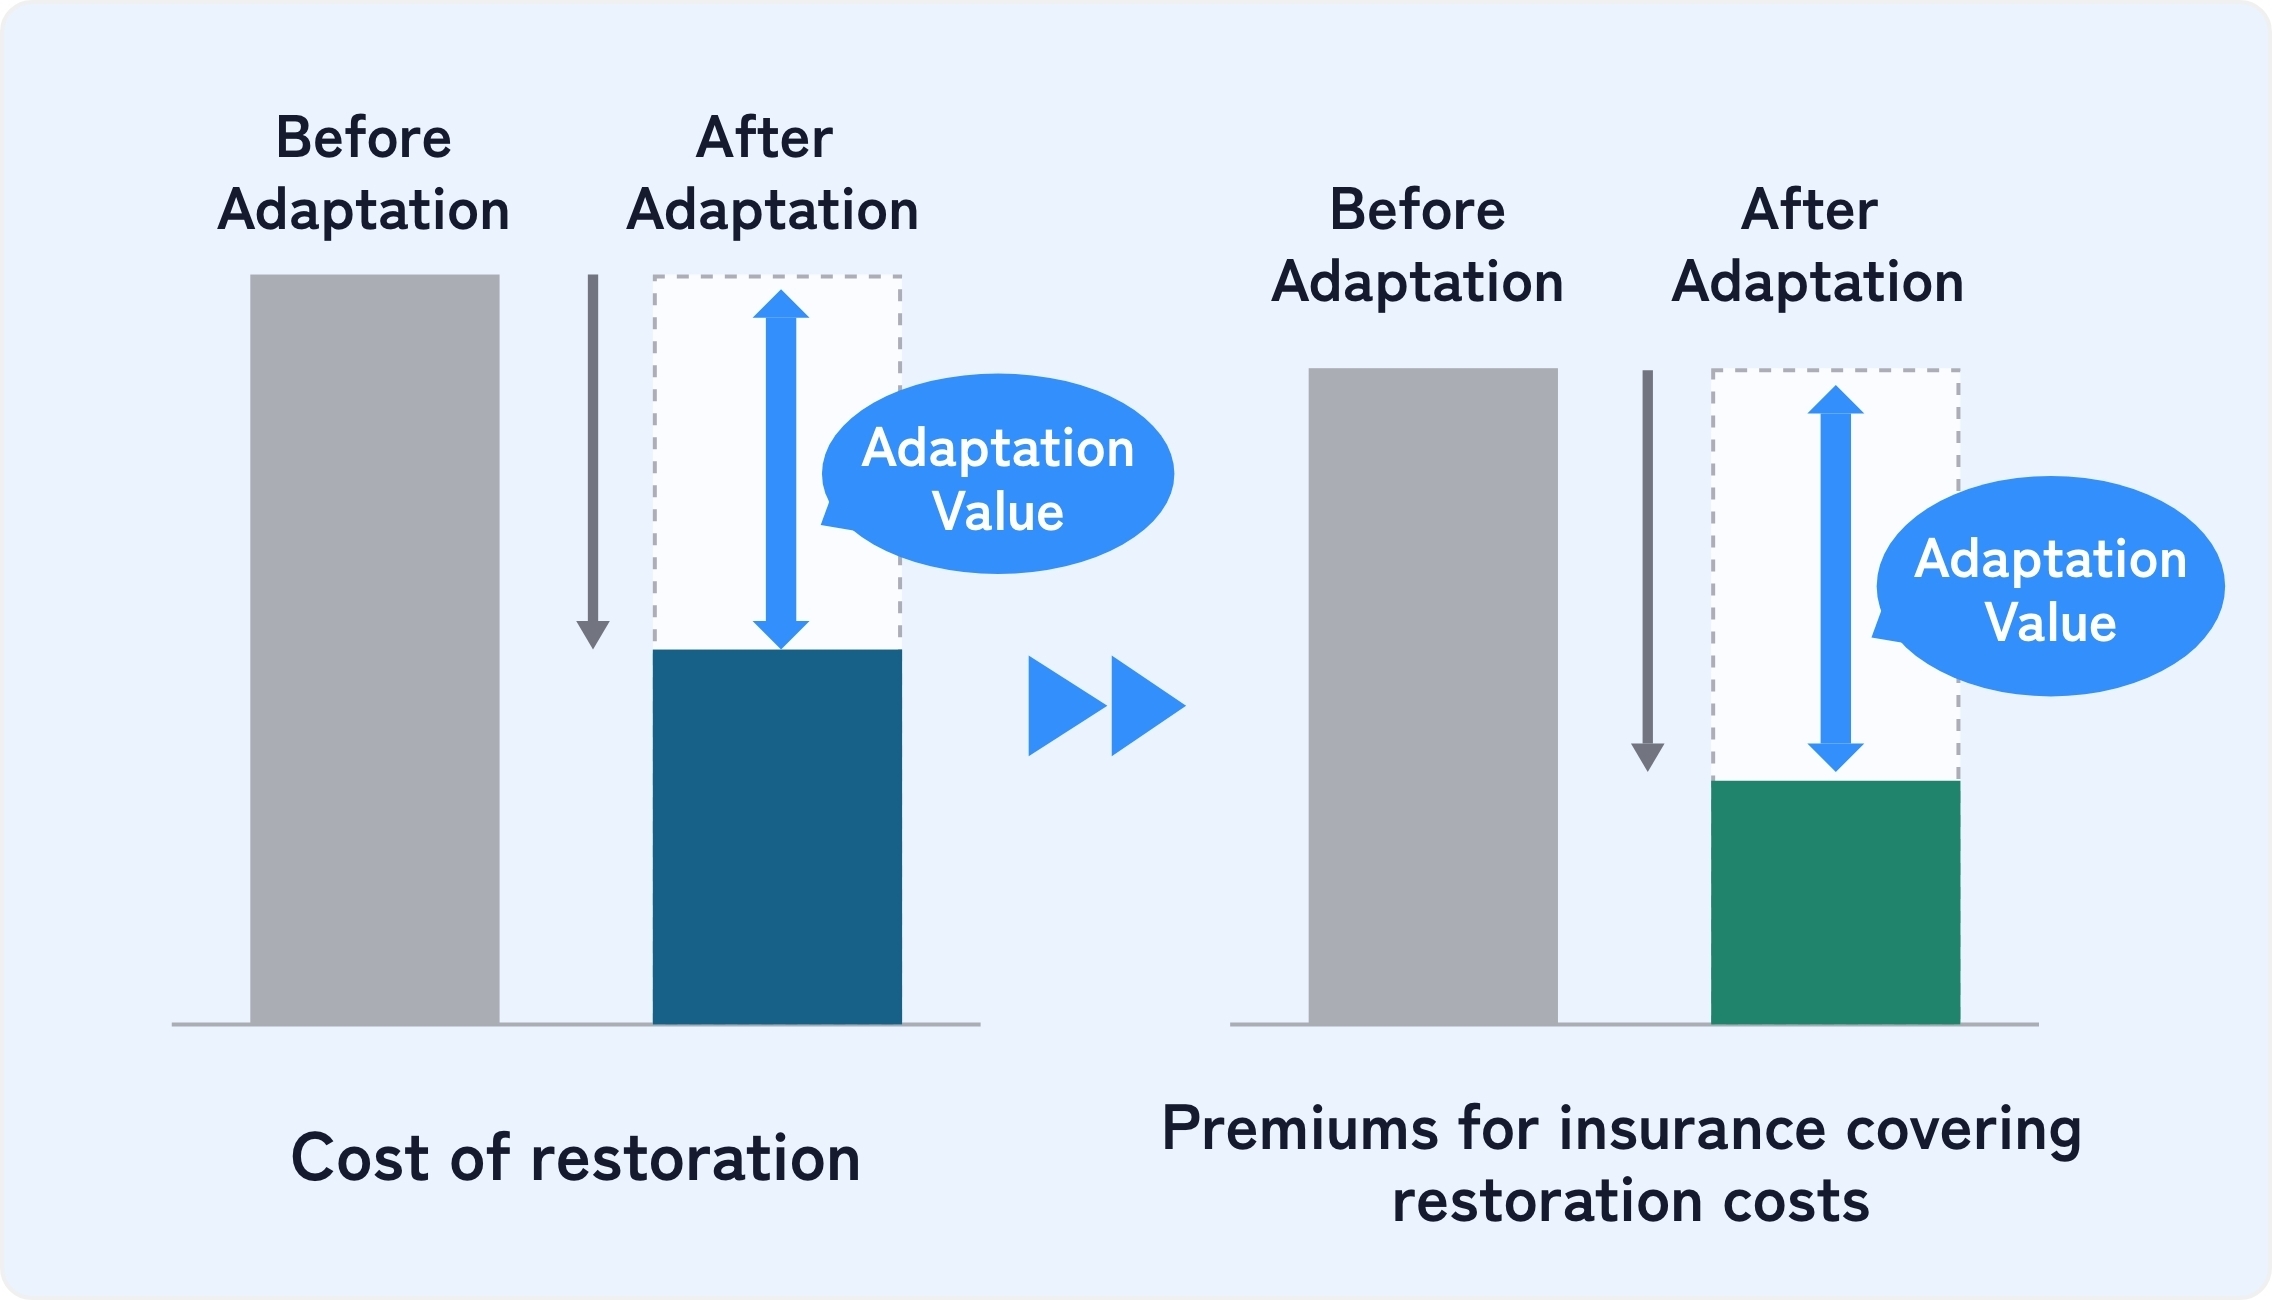 Before
Adaptation
After
Adaptation
Adaptation
Value
Cost of restoration
Before
Adaptation
After
Adaptation
Adaptation
Value
Premiums for insurance covering
restoration costs